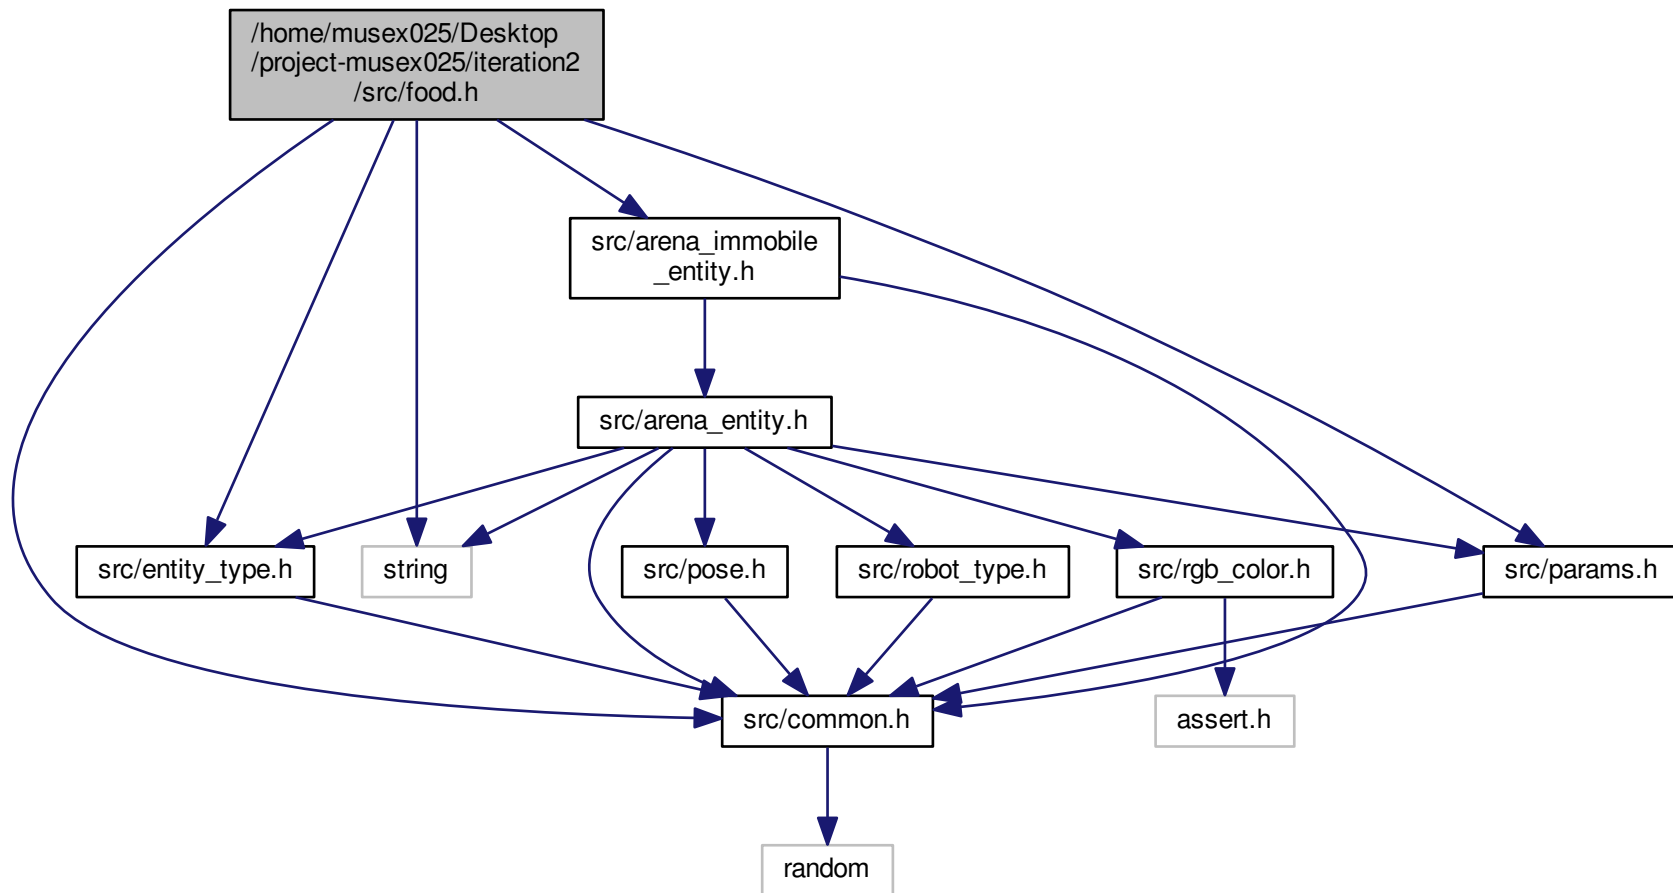 /home/musex025/Desktop
/project-musex025/iteration2
/src/food.h
src/arena_immobile
_entity.h
src/arena_entity.h
src/entity_type.h
string
src/pose.h
src/robot_type.h
src/rgb_color.h
src/params.h
src/common.h
assert.h
random